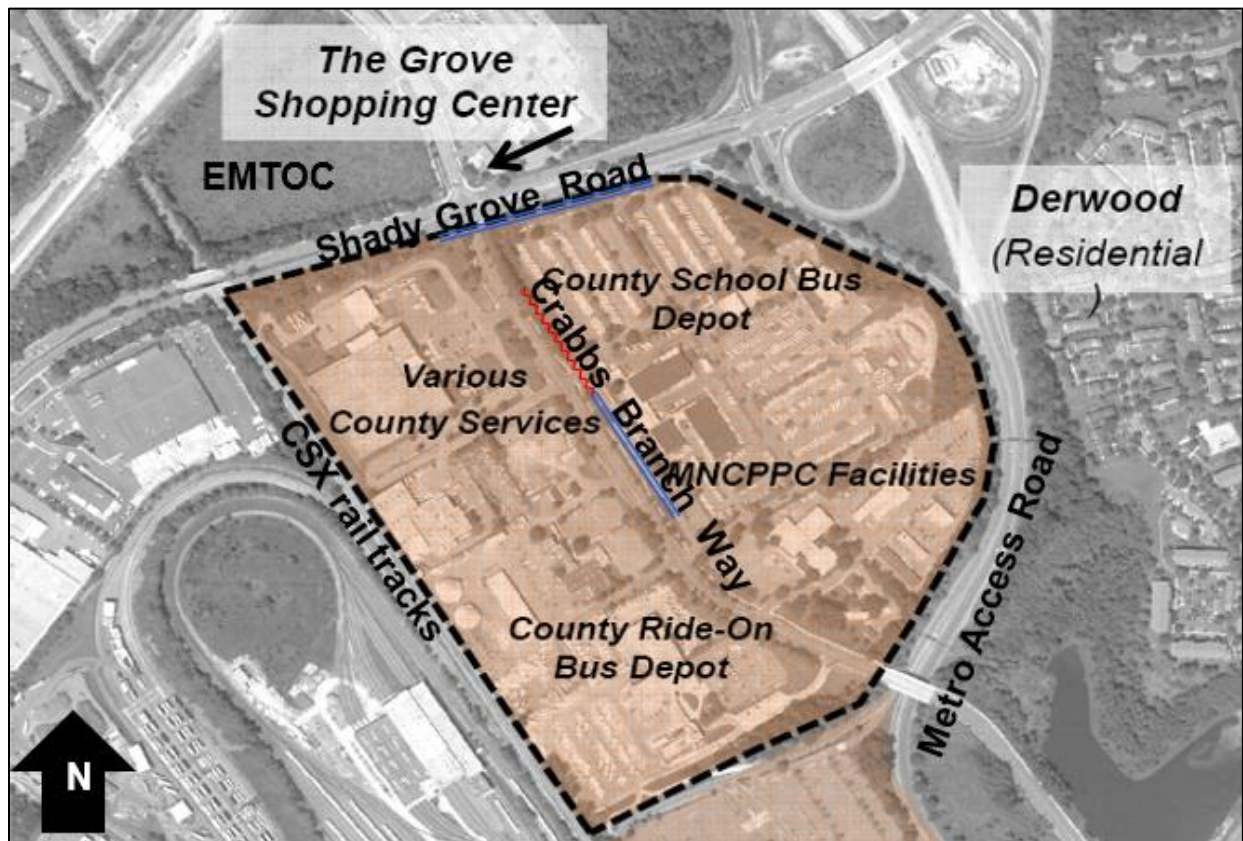 The Grove
Shopping Center
EMTOC
Shady Grove Road
Derwood
(Residential
)
County School Bus
Depot
Crabbs Branch Way
Various
County Services
CSX rail tracks
MNCPPC Facilities
Metro Access Road
County Ride-On
Bus Depot
N